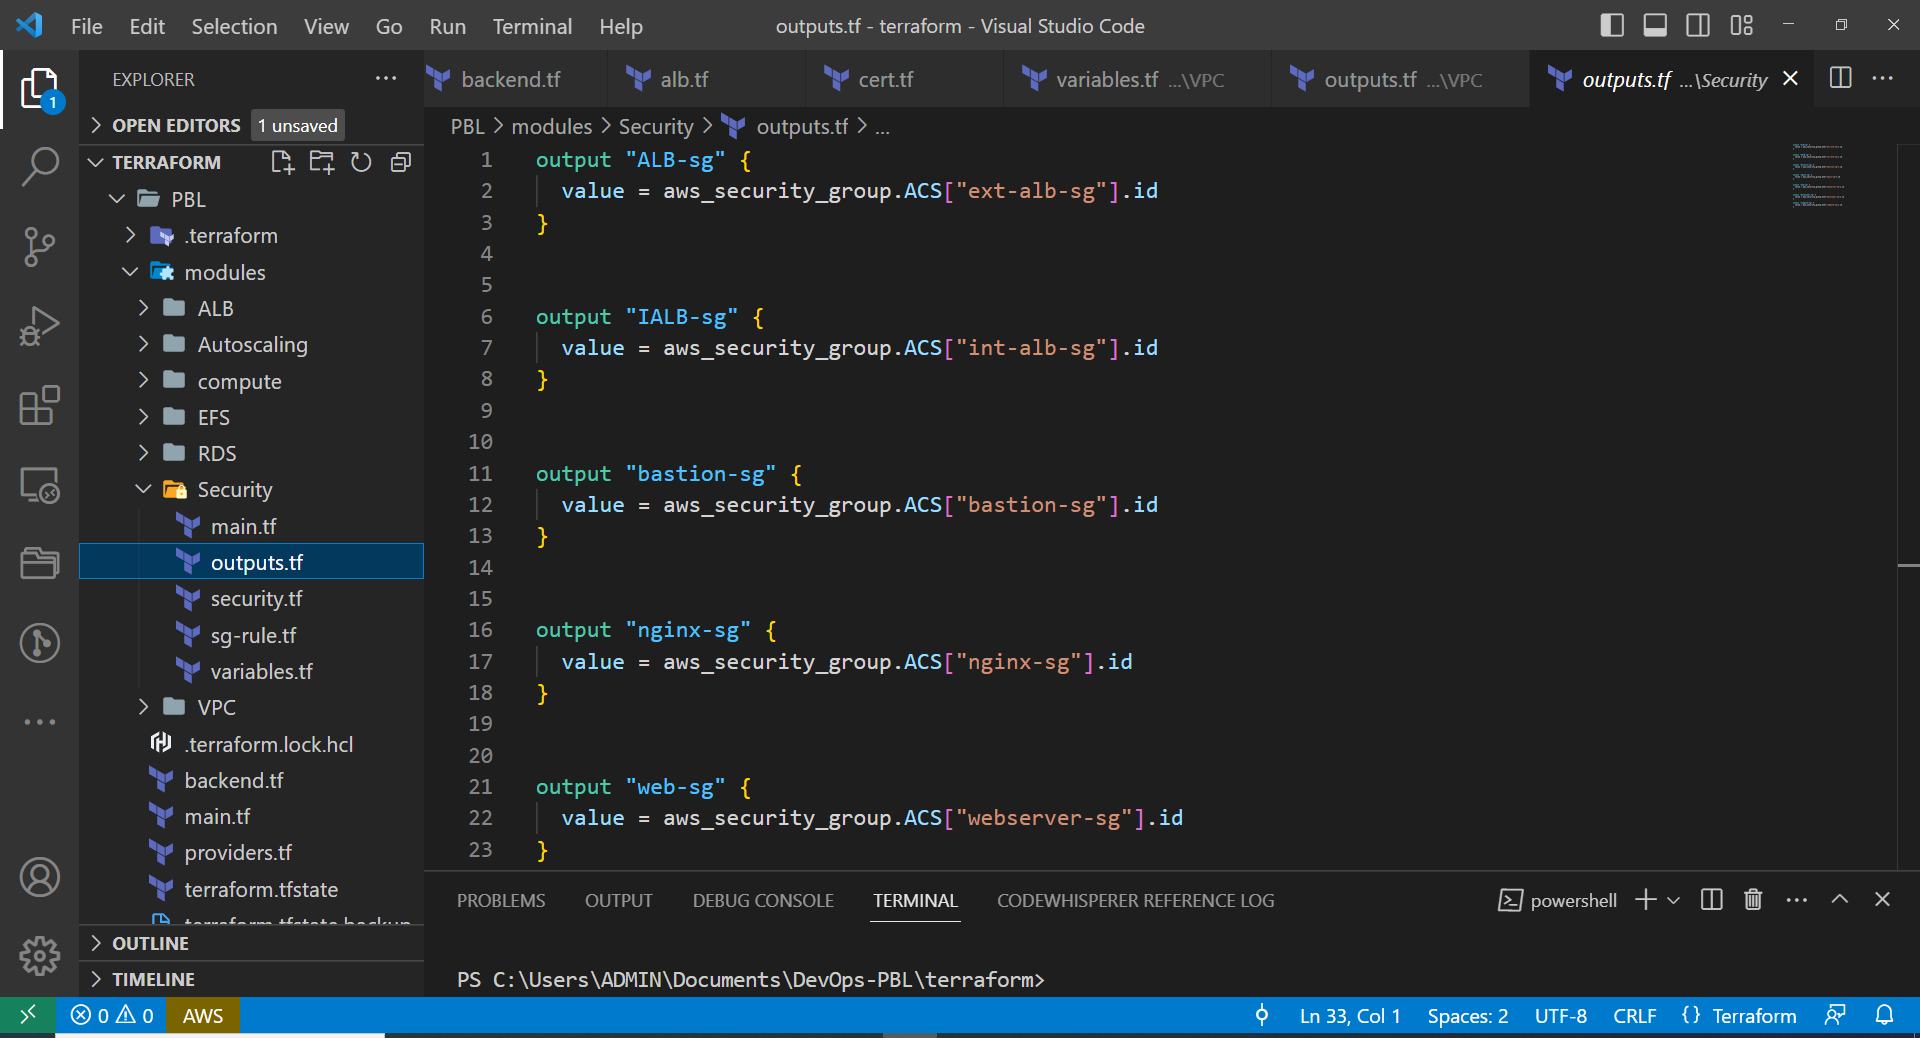 File Edit Selection View Go Run Terminal Help
outputs.tf - terraform - Visual Studio Code
EXPLORER
backend.tf
alb.tf
cert.tf
variables.tf ...\VPC
outputs.tf ...\VPC
outputs.tf ...\Security
1
OPEN EDITORS 1 unsaved
PBL > modules > Security > outputs.tf > ...
TERRAFORM
PBL
.terraform
modules
ALB
Autoscaling
compute
EFS
RDS
Security
main.tf
outputs.tf
security.tf
sg-rule.tf
variables.tf
VPC
.terraform.lock.hcl
backend.tf
main.tf
providers.tf
terraform.tfstate
terraform.tfstate.backup
OUTLINE
TIMELINE
1 output "ALB-sg" {
2 value = aws_security_group.ACS["ext-alb-sg"].id
3 }
4
5
6 output "IALB-sg" {
7 value = aws_security_group.ACS["int-alb-sg"].id
8 }
9
10
11 output "bastion-sg" {
12 value = aws_security_group.ACS["bastion-sg"].id
13 }
14
15
16 output "nginx-sg" {
17 value = aws_security_group.ACS["nginx-sg"].id
18 }
19
20
21 output "web-sg" {
22 value = aws_security_group.ACS["webserver-sg"].id
23 }
PROBLEMS OUTPUT DEBUG CONSOLE TERMINAL CODEWHISPERER REFERENCE LOG
powershell
PS C:\Users\ADMIN\Documents\DevOps-PBL\terraform>
0 0 AWS
Ln 33, Col 1 Spaces: 2 UTF-8 CRLF {} Terraform